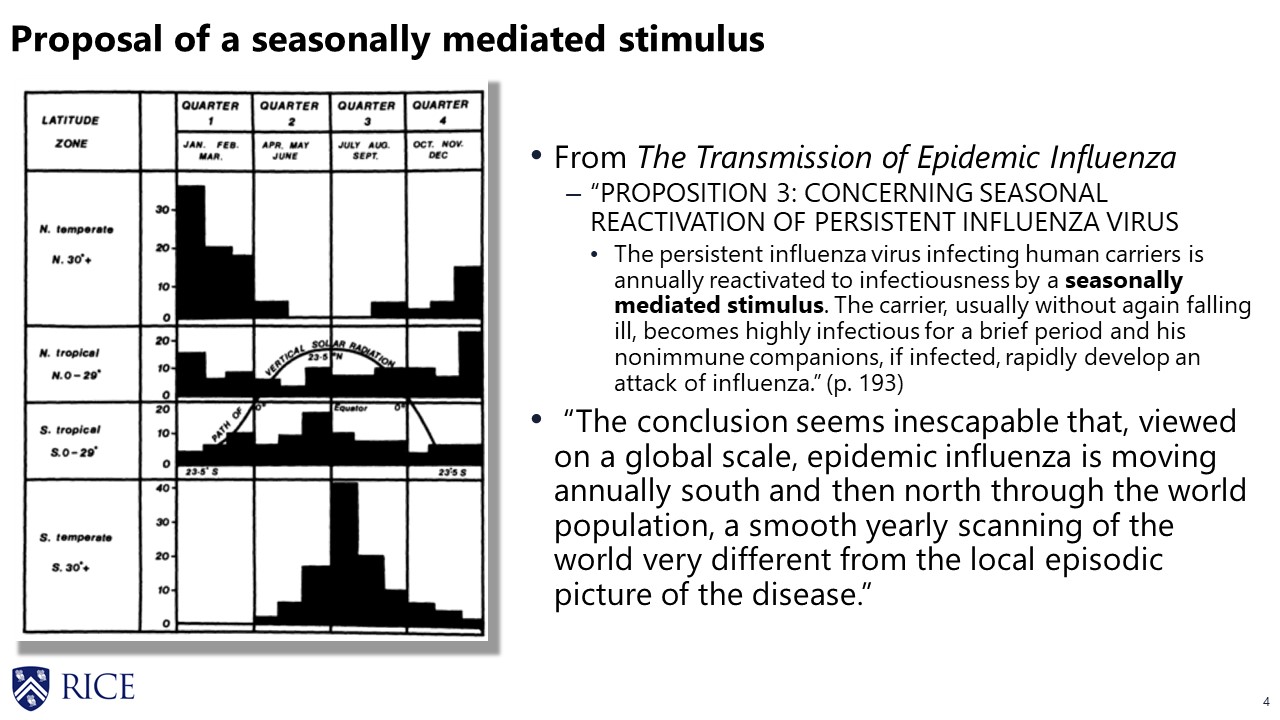 Proposal of a seasonally mediated stimulus
LATITUDE
ZONE
QUARTER
1
QUARTER
2
QUARTER
3
QUARTER
4
JAN. FEB.
MAR.
APR. MAY
JUNE
JULY AUG.
SEPT.
OCT. NOV.
DEC
N. temperate
N. 30°+
30
20
10
0
N. tropical
N. 0-29°
20
10
0
VERTICAL SOLAR RADIATION
23·5 °N
S. tropical
S. 0-29°
20
10
0
PATH OF
0°
Equator
0°
23·5° S
23·5 S
S. temperate
S. 30°+
40
30
20
10
0
• From The Transmission of Epidemic Influenza
– “PROPOSITION 3: CONCERNING SEASONAL
REACTIVATION OF PERSISTENT INFLUENZA VIRUS
• The persistent influenza virus infecting human carriers is
annually reactivated to infectiousness by a seasonally
mediated stimulus. The carrier, usually without again falling
ill, becomes highly infectious for a brief period and his
nonimmune companions, if infected, rapidly develop an
attack of influenza.” (p. 193)
• “The conclusion seems inescapable that, viewed
on a global scale, epidemic influenza is moving
annually south and then north through the world
population, a smooth yearly scanning of the
world very different from the local episodic
picture of the disease.”
RICE
4